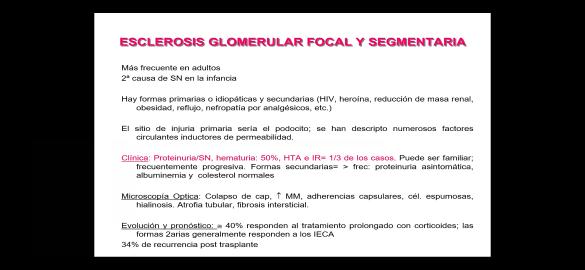 ESCLEROSIS GLOMERULAR FOCAL Y SEGMENTARIA
Más frecuente en adultos
2ª causa de SN en la infancia
Hay formas primarias o idiopáticas y secundarias (HIV, heroína, reducción de masa renal,
obesidad, reflujo, nefropatía por analgésicos, etc.)
El sitio de injuria primaria sería el podocito; se han descripto numerosos factores
circulantes inductores de permeabilidad.
Clínica: Proteinuria/SN, hematuria: 50%, HTA e IR= 1/3 de los casos. Puede ser familiar;
frecuentemente progresiva. Formas secundarias= > frec: proteinuria asintomática,
albuminemia y colesterol normales
Microscopía Optica: Colapso de cap, ↑ MM, adherencias capsulares, cél. espumosas,
hialinosis. Atrofia tubular, fibrosis intersticial.
Evolución y pronóstico: ≅ 40% responden al tratamiento prolongado con corticoides; las
formas 2arias generalmente responden a los IECA
34% de recurrencia post trasplante